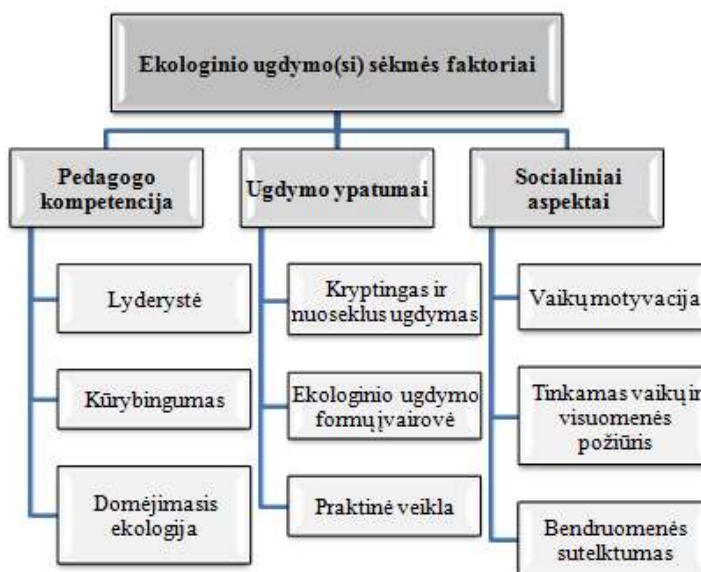 Ekologinio ugdymo(si) sėkmės faktoriai
Pedagogo
kompetencija
Lyderystė
Kūrybingumas
Domėjimasis
ekologija
Ugdymo ypatumai
Kryptingas ir
nuoseklus ugdymas
Ekologinio ugdymo
formų įvairovė
Praktinė veikla
Socialiniai
aspektai
Vaikų motyvacija
Tinkamas vaikų ir
visuomenės
požiūris
Bendruomenės
sutelktumas